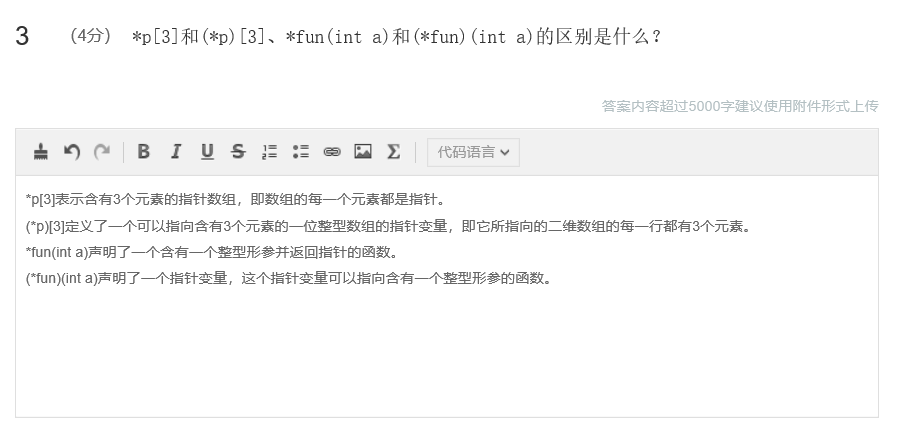 3 （4分） *p[3]和(*p)[3]、*fun(int a)和(*fun)(int a)的区别是什么？
答案内容超过5000字建议使用附件形式上传
B I U S Σ 代码语言
*p[3]表示含有3个元素的指针数组，即数组的每一个元素都是指针。
(*p)[3]定义了一个可以指向含有3个元素的一位整型数组的指针变量，即它所指向的二维数组的每一行都有3个元素。
*fun(int a)声明了一个含有一个整型形参并返回指针的函数。
(*fun)(int a)声明了一个指针变量，这个指针变量可以指向含有一个整型形参的函数。